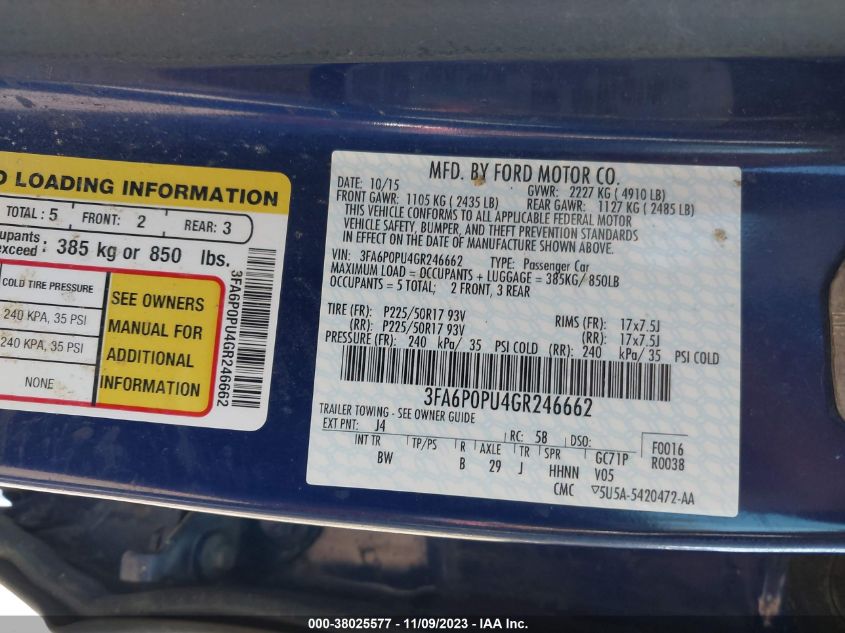 D LOADING INFORMATION
TOTAL : 5 FRONT: 2 REAR: 3
upants
exceed : 385 kg or 850 lbs.
COLD TIRE PRESSURE
240 KPA, 35 PSI
240 KPA, 35 PSI
NONE
SEE OWNERS
MANUAL FOR
ADDITIONAL
INFORMATION
3FA6P0PU4GR246662
MFD. BY FORD MOTOR CO.
DATE: 10/15 GVWR: 2227 KG ( 4910 LB)
FRONT GAWR: 1105 KG ( 2435 LB) REAR GAWR: 1127 KG ( 2485 LB)
THIS VEHICLE CONFORMS TO ALL APPLICABLE FEDERAL MOTOR
VEHICLE SAFETY, BUMPER, AND THEFT PREVENTION STANDARDS
IN EFFECT ON THE DATE OF MANUFACTURE SHOWN ABOVE.
VIN: 3FA6P0PU4GR246662 TYPE: Passenger Car
MAXIMUM LOAD = OCCUPANTS + LUGGAGE = 385KG/ 850LB
OCCUPANTS = 5 TOTAL; 2 FRONT, 3 REAR
TIRE (FR): P225/50R17 93V RIMS (FR): 17x7.5J
(RR): P225/50R17 93V (RR): 17x7.5J
PRESSURE (FR): 240 kPa/ 35 PSI COLD (RR): 240 kPa/ 35 PSI COLD
3FA6P0PU4GR246662
TRAILER TOWING - SEE OWNER GUIDE
EXT PNT: J4 RC: 58 DSO: F0016
INT TR TP/PS R AXLE TR SPR GC71P R0038
BW B 29 J HHNN V05
CMC ▽5U5A-5420472-AA
000-38025577 - 11/09/2023 - IAA Inc.